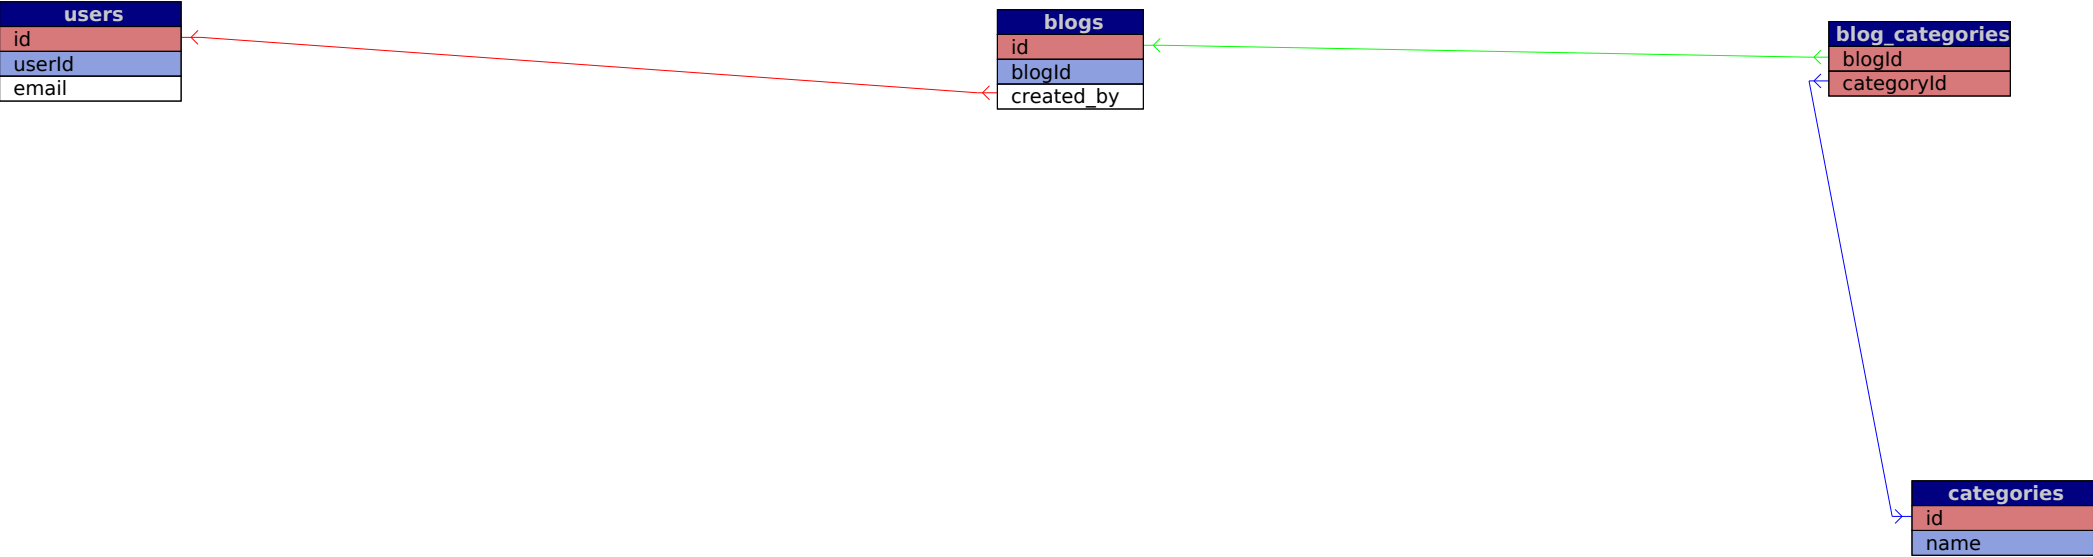 users
id
userId
email
blogs
id
blogId
created_by
blog_categories
blogId
categoryId
categories
id
name